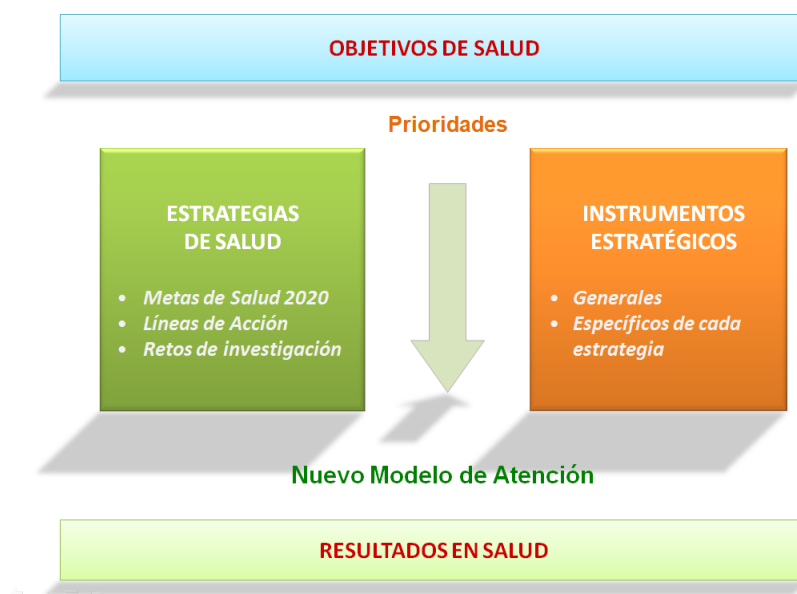 OBJETIVOS DE SALUD
Prioridades
ESTRATEGIAS
DE SALUD
• Metas de Salud 2020
• Líneas de Acción
• Retos de investigación
INSTRUMENTOS
ESTRATÉGICOS
• Generales
• Específicos de cada
estrategia
Nuevo Modelo de Atención
RESULTADOS EN SALUD